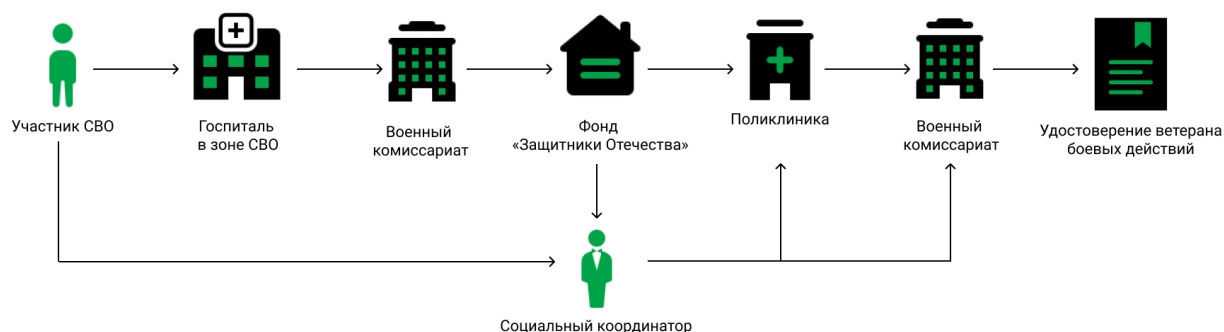 Участник СВО
Госпиталь
в зоне СВО
Военный
комиссариат
Фонд
«Защитники Отечества»
Поликлиника
Военный
комиссариат
Удостоверение ветерана
боевых действий
Социальный координатор